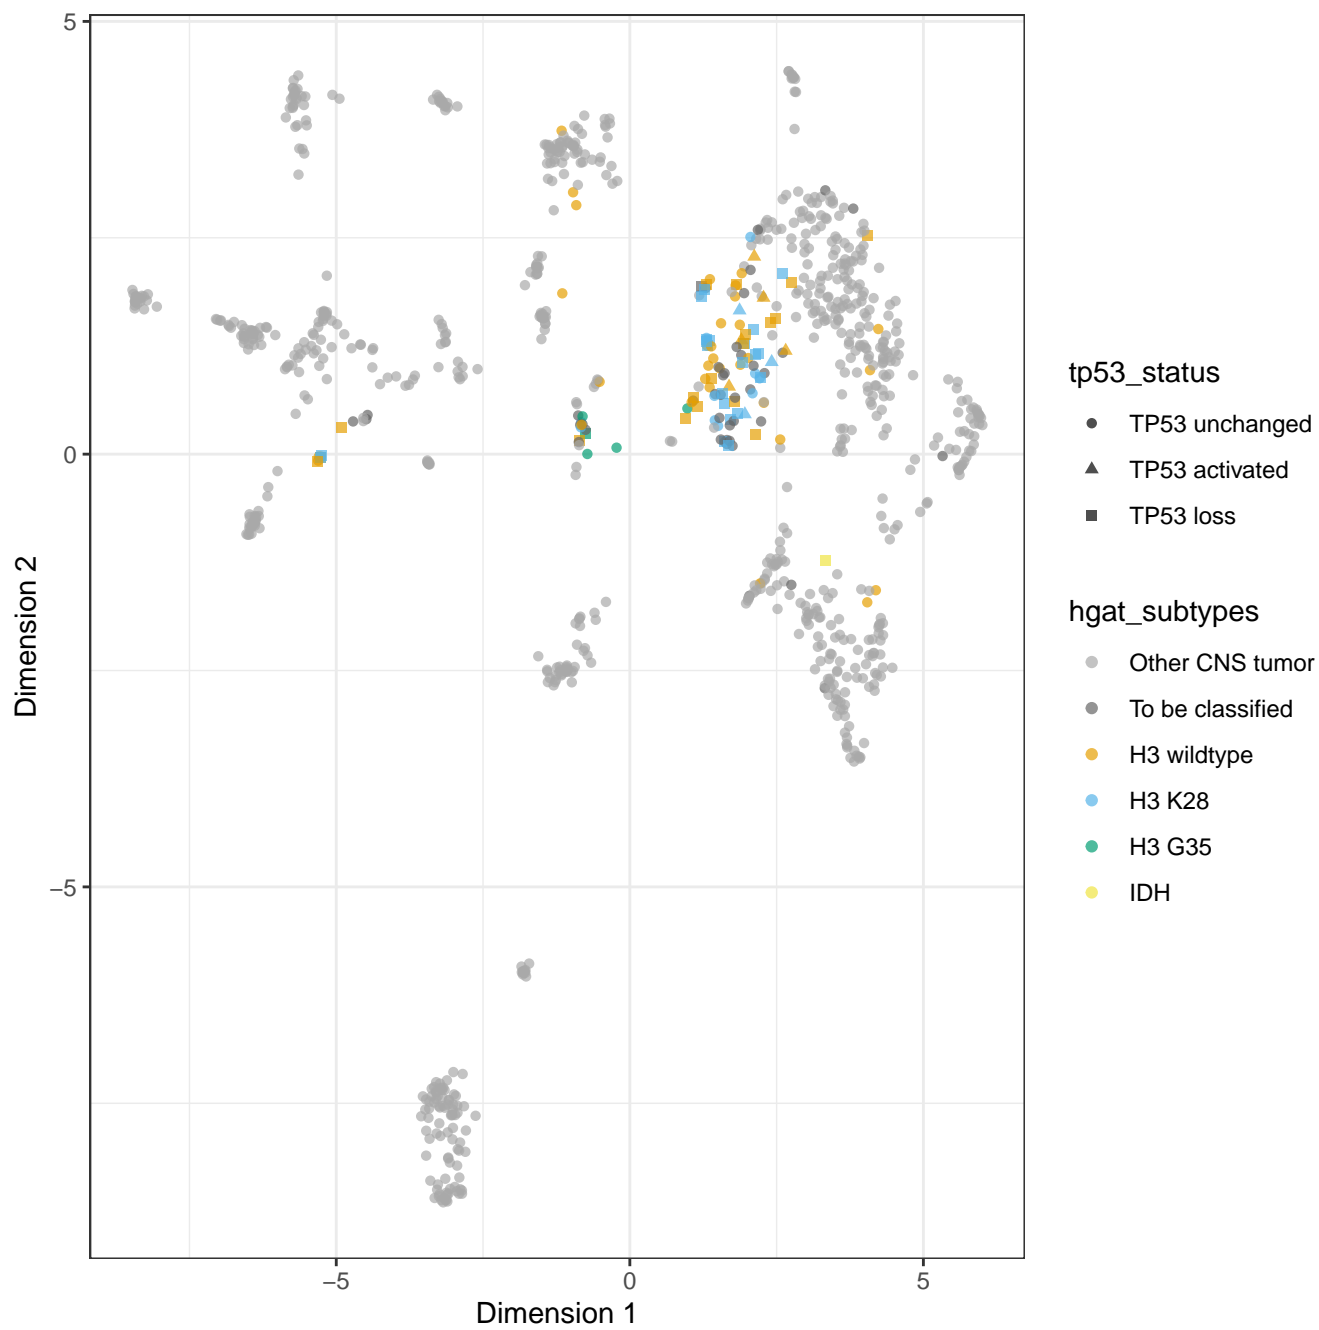 5
0
−5
−5
0
5
Dimension 1
Dimension 2
tp53_status
TP53 unchanged
TP53 activated
TP53 loss
hgat_subtypes
Other CNS tumor
To be classified
H3 wildtype
H3 K28
H3 G35
IDH